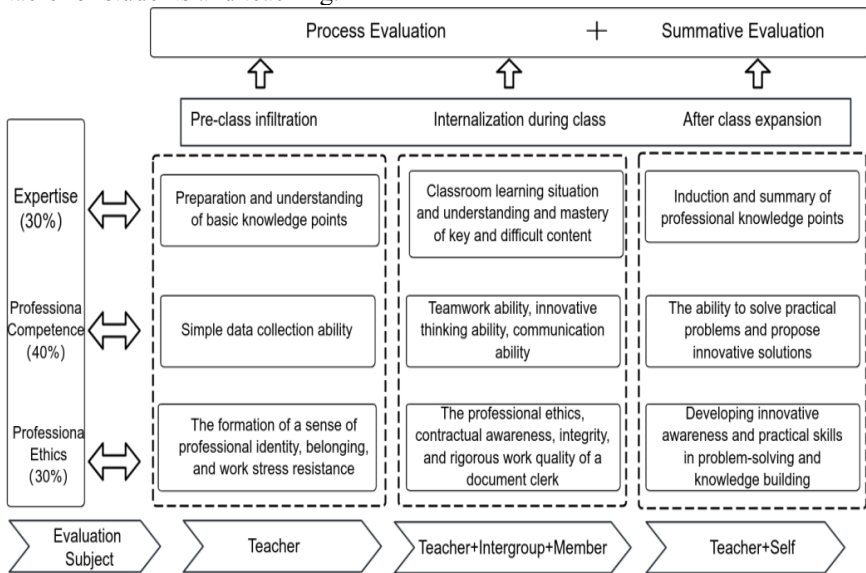 students and teaching.
Process Evaluation + Summative Evaluation
Pre-class infiltration
Internalization during class
After class expansion
Expertise
(30%)
Preparation and understanding
of basic knowledge points
Classroom learning situation
and understanding and mastery
of key and difficult content
Induction and summary of
professional knowledge points
Professiona
Competence
(40%)
Simple data collection ability
Teamwork ability, innovative
thinking ability, communication
ability
The ability to solve practical
problems and propose
innovative solutions
Professiona
Ethics
(30%)
The formation of a sense of
professional identity, belonging,
and work stress resistance
The professional ethics,
contractual awareness, integrity,
and rigorous work quality of a
document clerk
Developing innovative
awareness and practical skills
in problem-solving and
knowledge building
Evaluation
Subject
Teacher
Teacher+Intergroup+Member
Teacher+Self